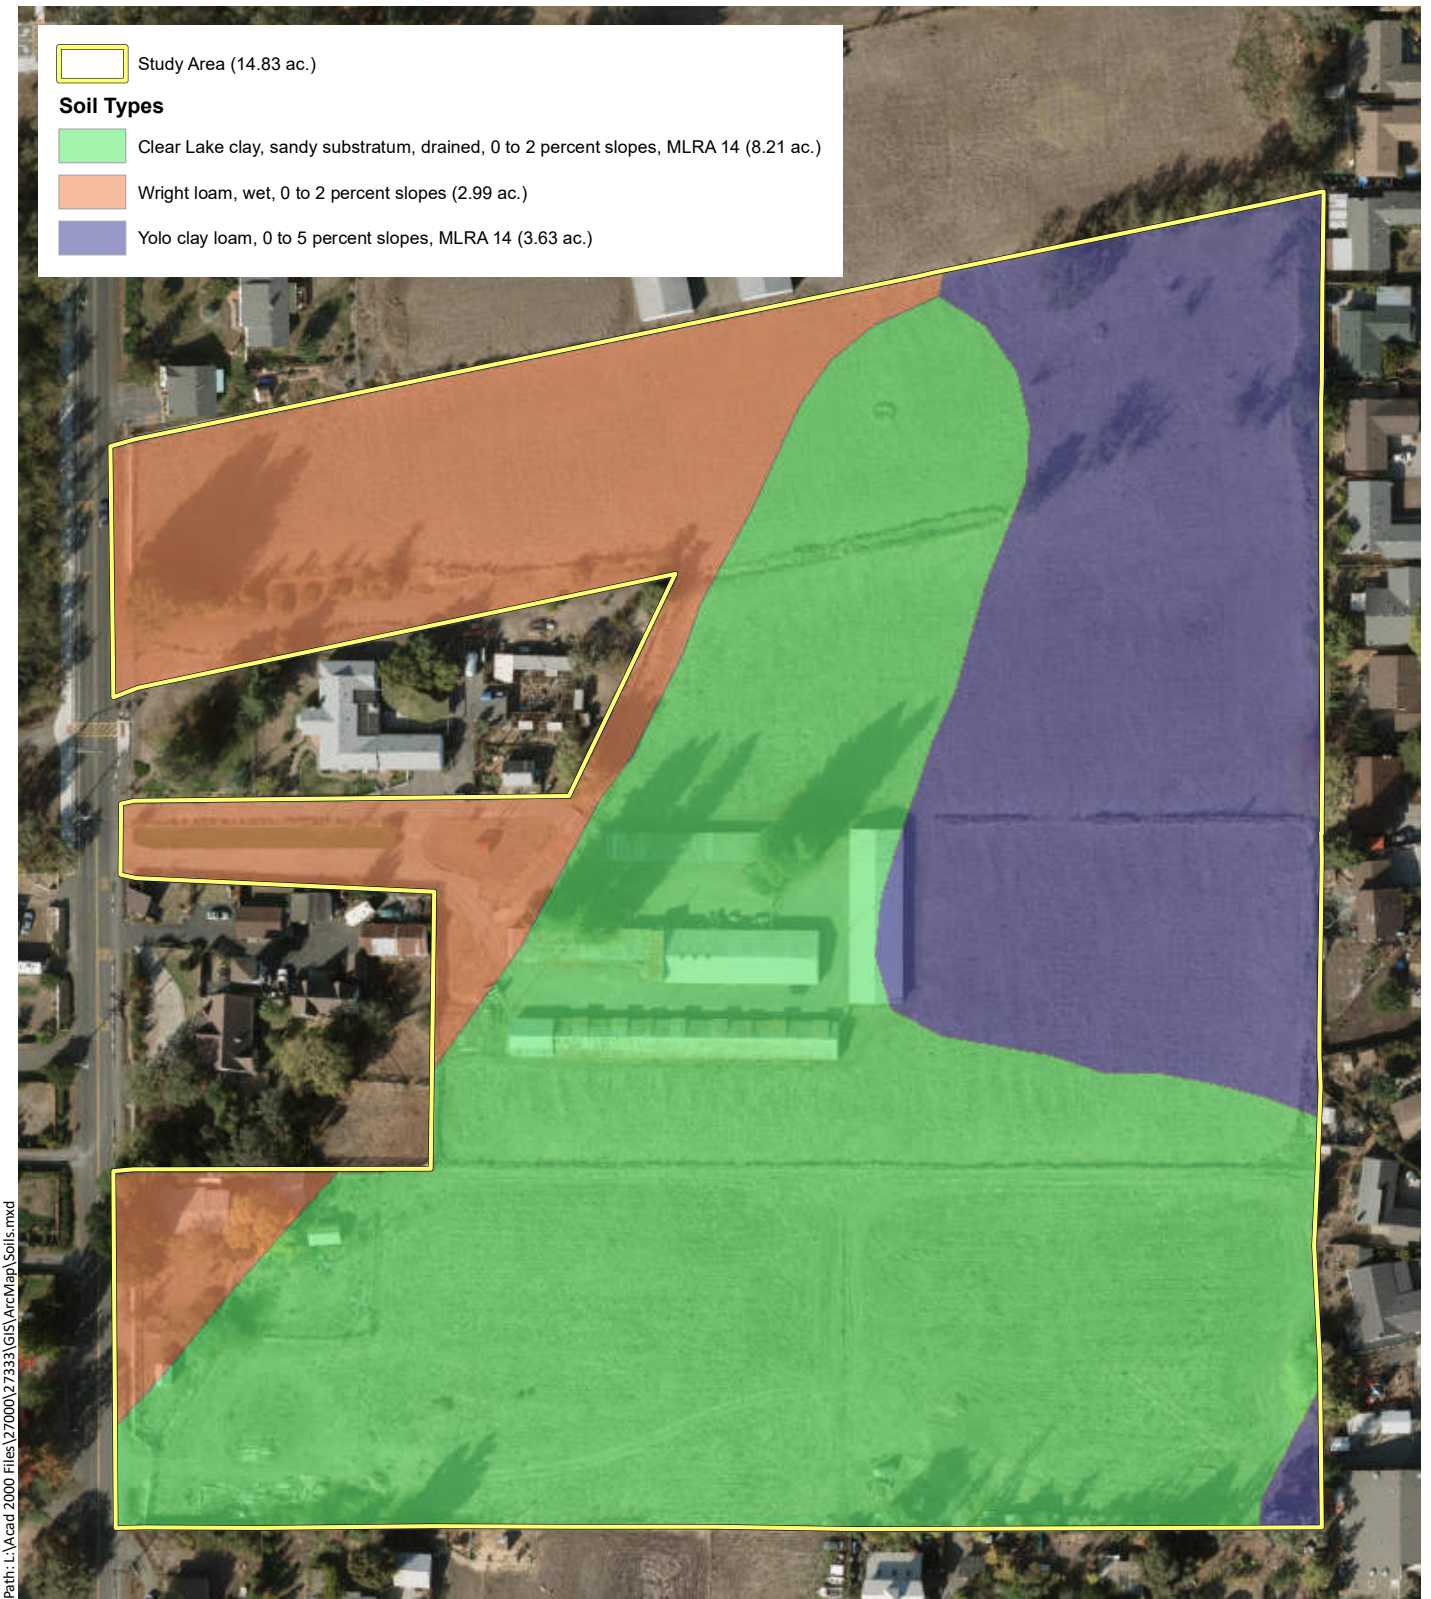 Study Area (14.83 ac.)
Soil Types
Clear Lake clay, sandy substratum, drained, 0 to 2 percent slopes, MLRA 14 (8.21 ac.)
Wright loam, wet, 0 to 2 percent slopes (2.99 ac.)
Yolo clay loam, 0 to 5 percent slopes, MLRA 14 (3.63 ac.)
Path: L:\Acad 2000 Files\27000\27333\GIS\ArcMap\Soils.mxd